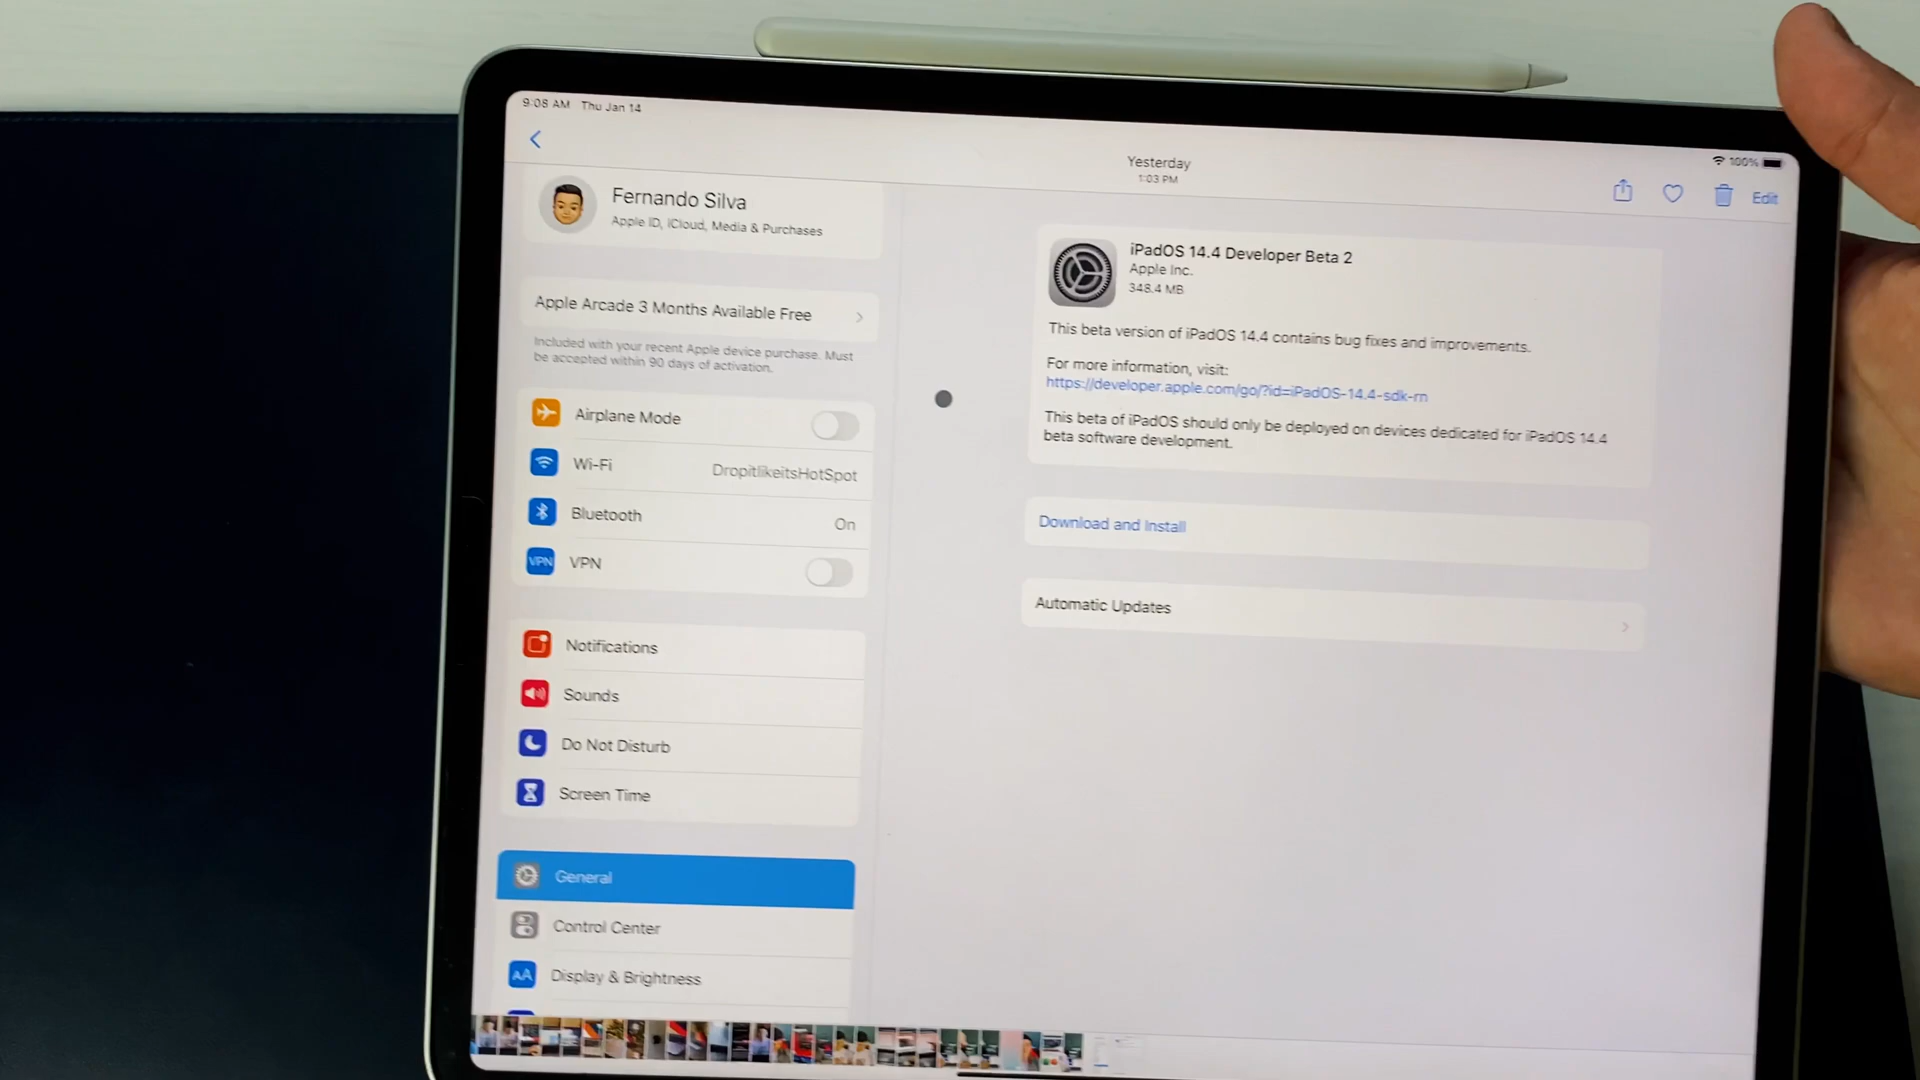 9:08 AM Thu Jan 14
100%
Yesterday
1:03 PM
Edit
Fernando Silva
Apple ID, iCloud, Media & Purchases
Apple Arcade 3 Months Available Free
Included with your recent Apple device purchase. Must
be accepted within 90 days of activation.
Airplane Mode
Wi-Fi DropitlikeitsHotSpot
Bluetooth On
VPN VPN
Notifications
Sounds
Do Not Disturb
Screen Time
General
Control Center
AA Display & Brightness
iPadOS 14.4 Developer Beta 2
Apple Inc.
348.4 MB
This beta version of iPadOS 14.4 contains bug fixes and improvements.
For more information, visit:
https://developer.apple.com/go/?id=iPadOS-14.4-sdk-rn
This beta of iPadOS should only be deployed on devices dedicated for iPadOS 14.4
beta software development.
Download and Install
Automatic Updates